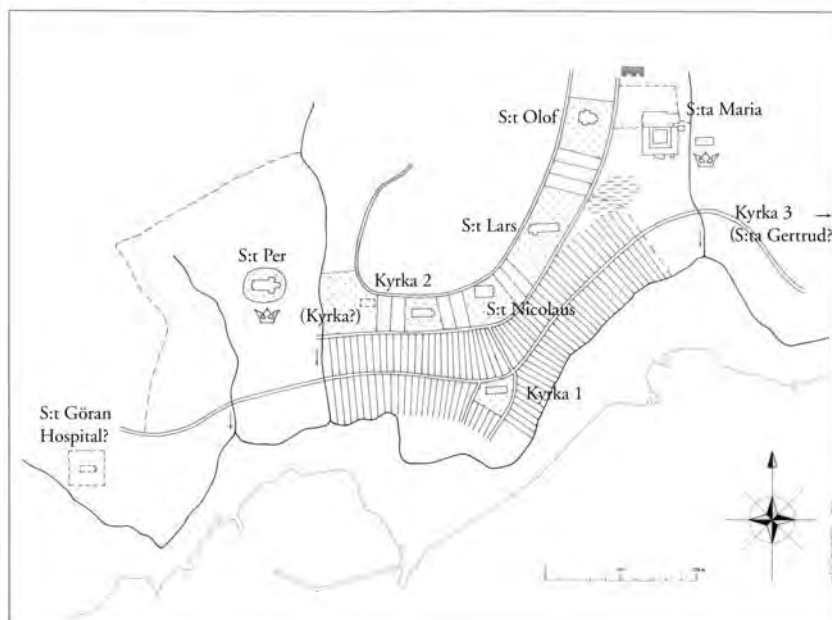 S:t Olof
S:ta Maria
S:t Lars
Kyrka 3
(S:ta Gertrud?)
S:t Per
Kyrka 2
(Kyrka?)
S:t Nicolaus
Kyrka 1
S:t Göran
Hospital?